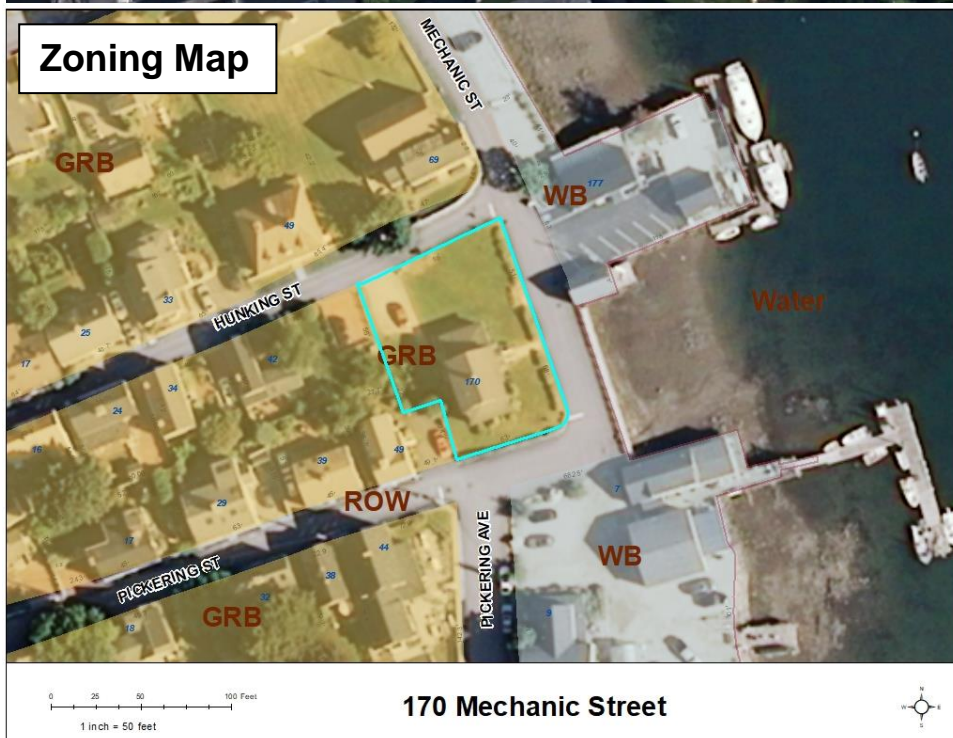 Zoning Map
MECHANIC ST
GRB
69
WB
177
49
Water
33
HUNKING ST
25
17
42
GRB
34
170
24
16
49
39
ROW
7
29
PICKERING AVE
17
44
WB
PICKERING ST
38
32
GRB
9
18
0 25 50 100 Feet
1 inch = 50 feet
170 Mechanic Street
N
W E
S